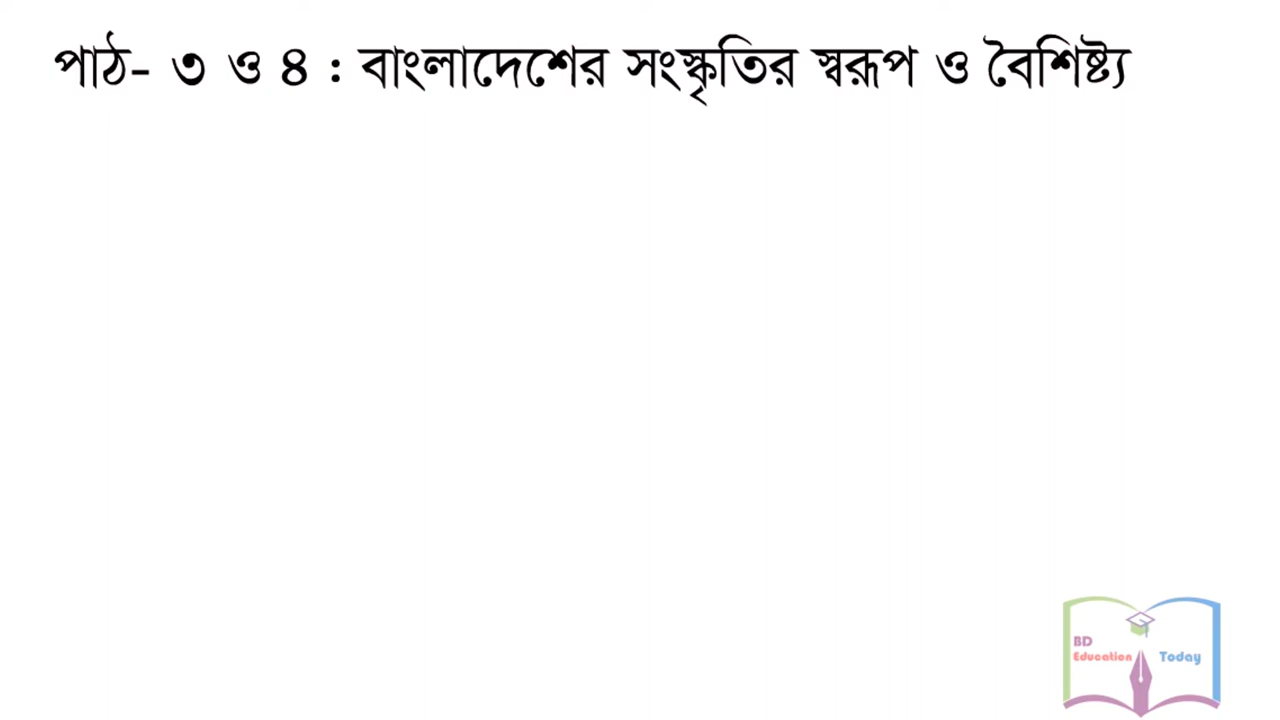 পাঠ- ৩ ও ৪ : বাংলাদেশের সংস্কৃতির স্বরূপ ও বৈশিষ্ট্য
BD
Education Today